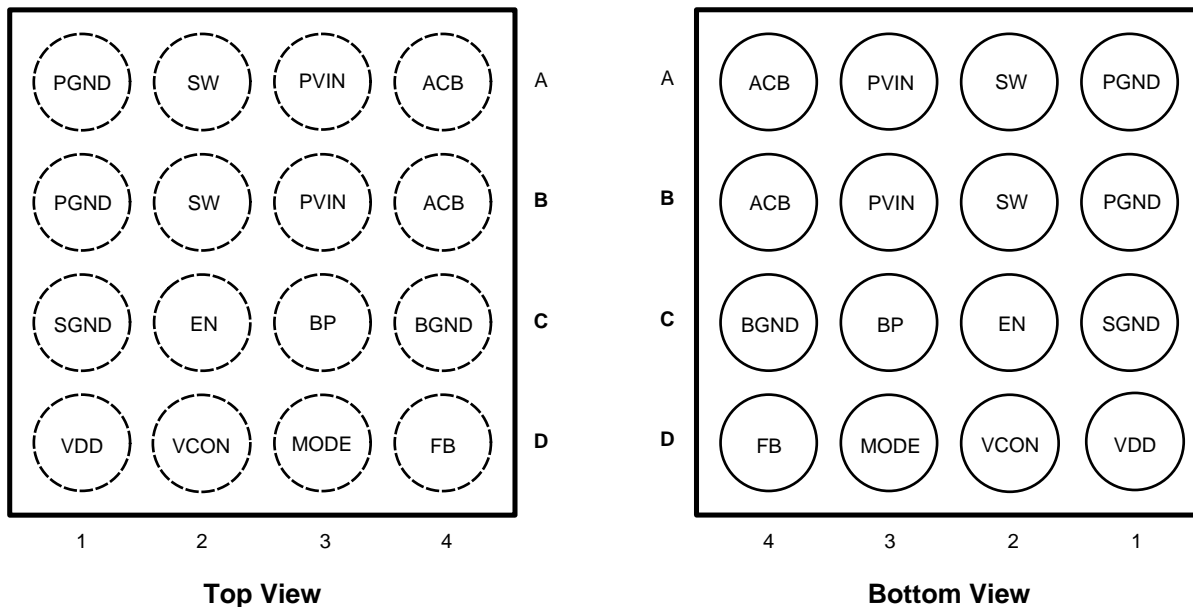 PGND SW PVIN ACB A
PGND SW PVIN ACB B
SGND EN BP BGND C
VDD VCON MODE FB D
1 2 3 4
Top View
A ACB PVIN SW PGND
B ACB PVIN SW PGND
C BGND BP EN SGND
D FB MODE VCON VDD
4 3 2 1
Bottom View